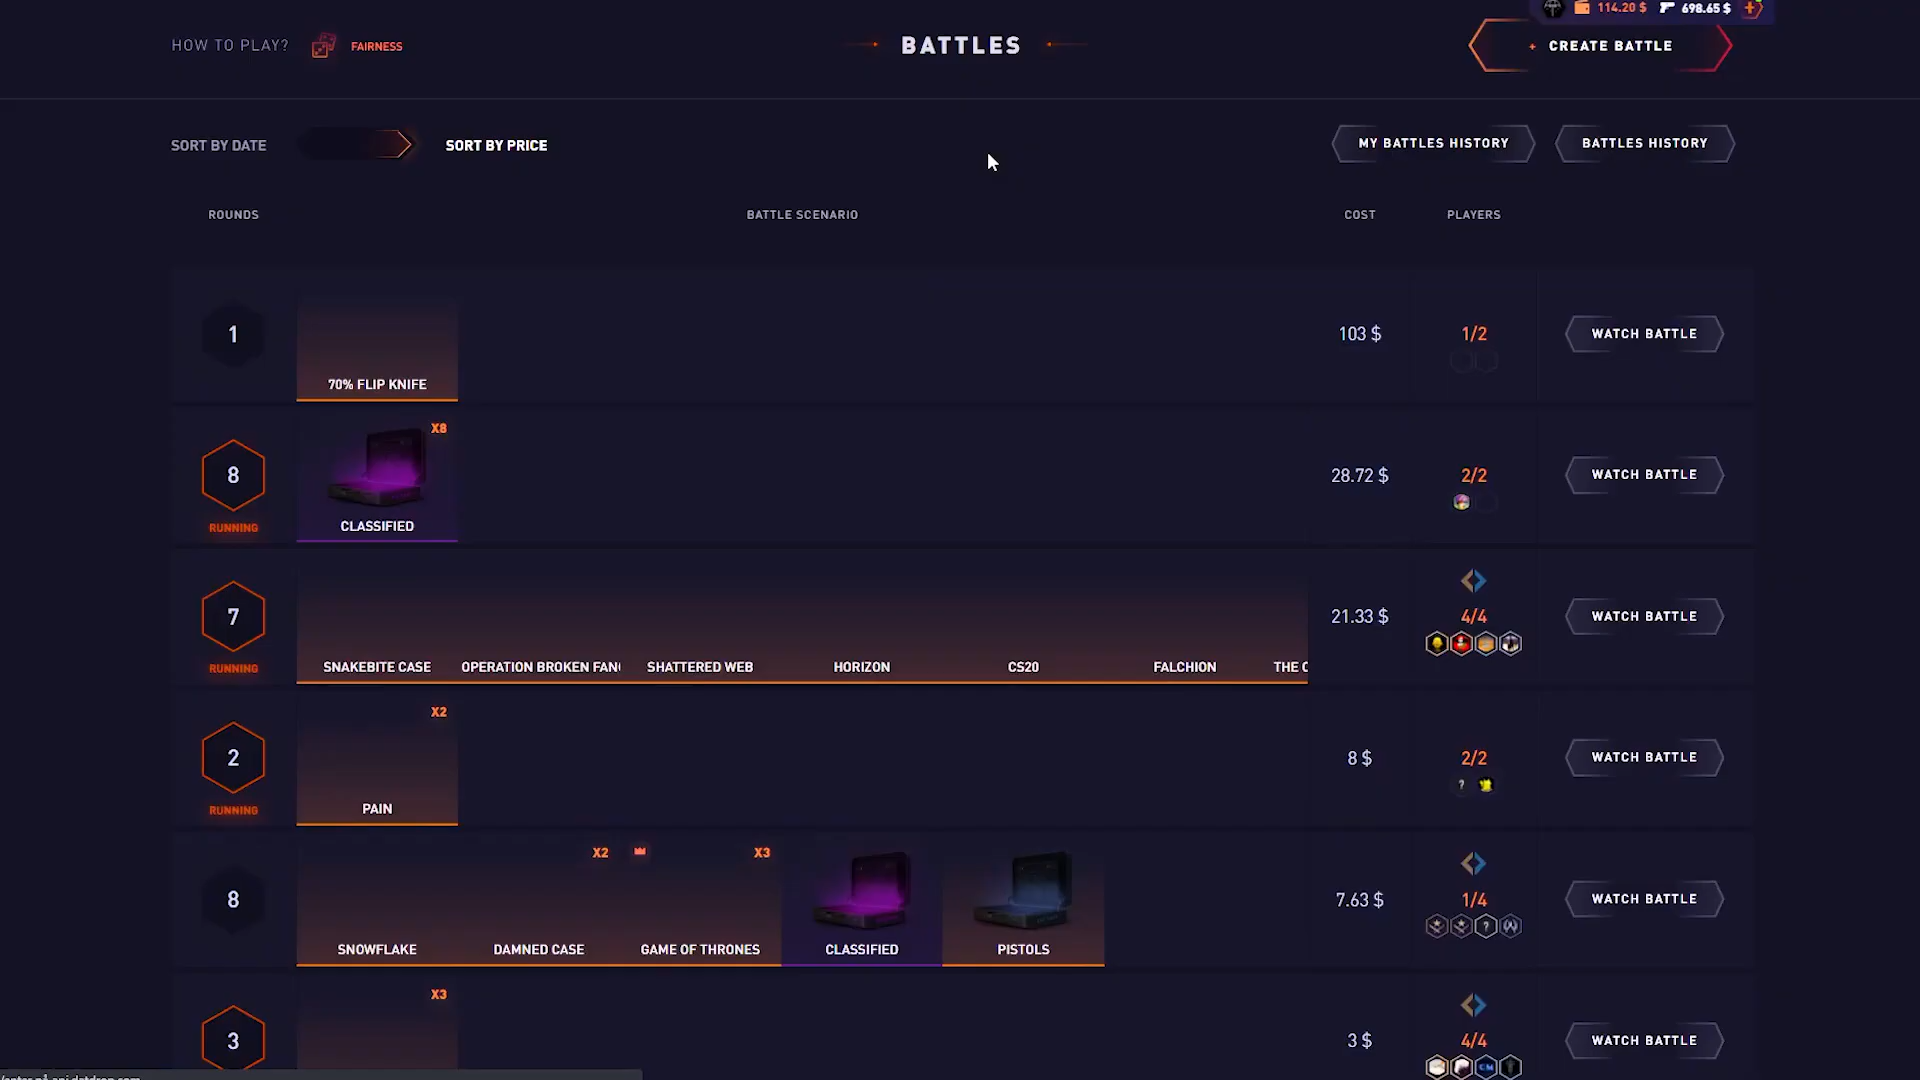 114.20 $ 698.65 $
HOW TO PLAY? FAIRNESS
BATTLES
+ CREATE BATTLE
SORT BY DATE SORT BY PRICE
MY BATTLES HISTORY BATTLES HISTORY
ROUNDS BATTLE SCENARIO COST PLAYERS
1
70% FLIP KNIFE
103 $
1/2
WATCH BATTLE
8
RUNNING
X8
CLASSIFIED
28.72 $
2/2
WATCH BATTLE
7
RUNNING
SNAKEBITE CASE OPERATION BROKEN FAN SHATTERED WEB HORIZON CS20 FALCHION THE C
21.33 $
4/4
WATCH BATTLE
2
RUNNING
X2
PAIN
8 $
2/2
?
WATCH BATTLE
8
X2 X3
SNOWFLAKE DAMNED CASE GAME OF THRONES CLASSIFIED PISTOLS
7.63 $
1/4
?
WATCH BATTLE
3
X3
3 $
4/4
CM
WATCH BATTLE